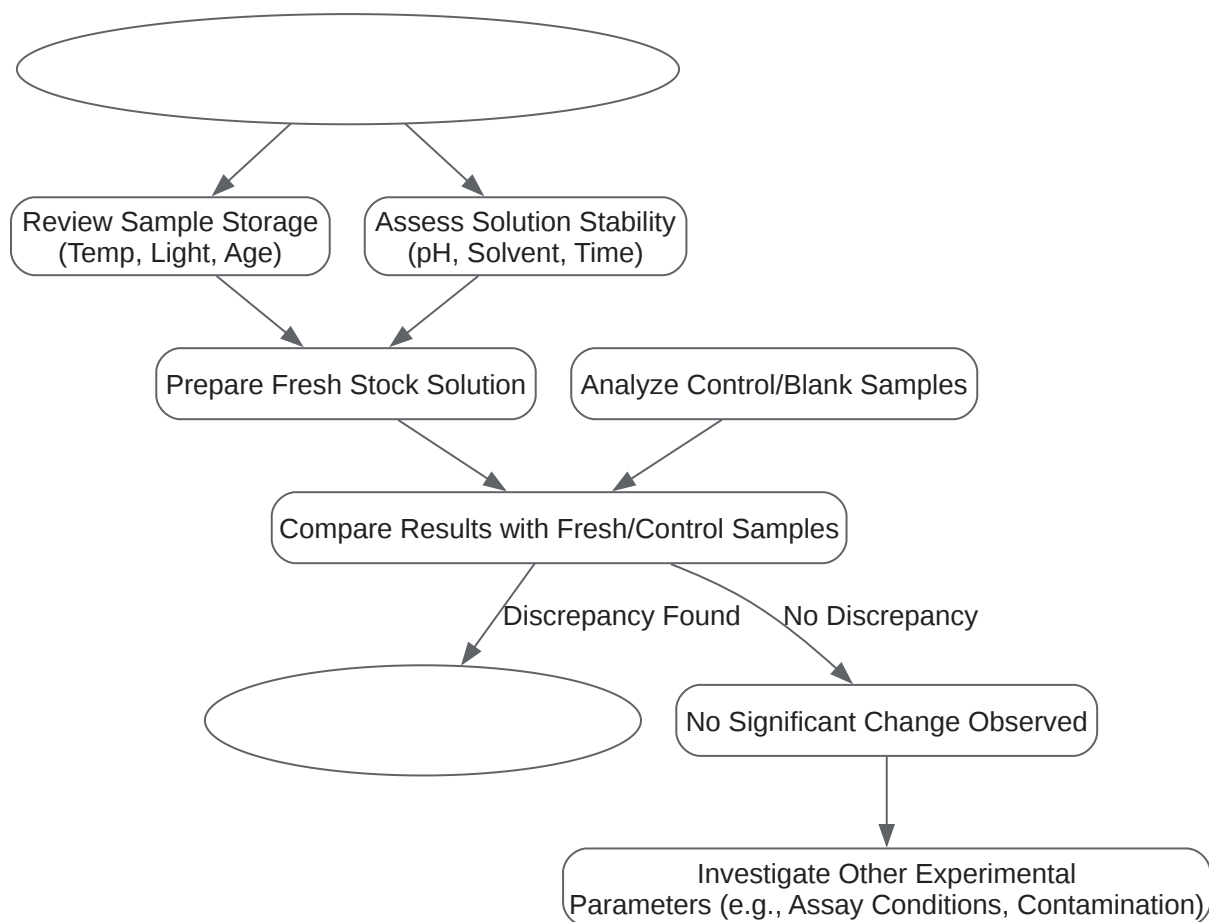 Review Sample Storage
(Temp, Light, Age)
Assess Solution Stability
(pH, Solvent, Time)
Prepare Fresh Stock Solution
Analyze Control/Blank Samples
Compare Results with Fresh/Control Samples
Discrepancy Found
No Discrepancy
No Significant Change Observed
Investigate Other Experimental
Parameters (e.g., Assay Conditions, Contamination)